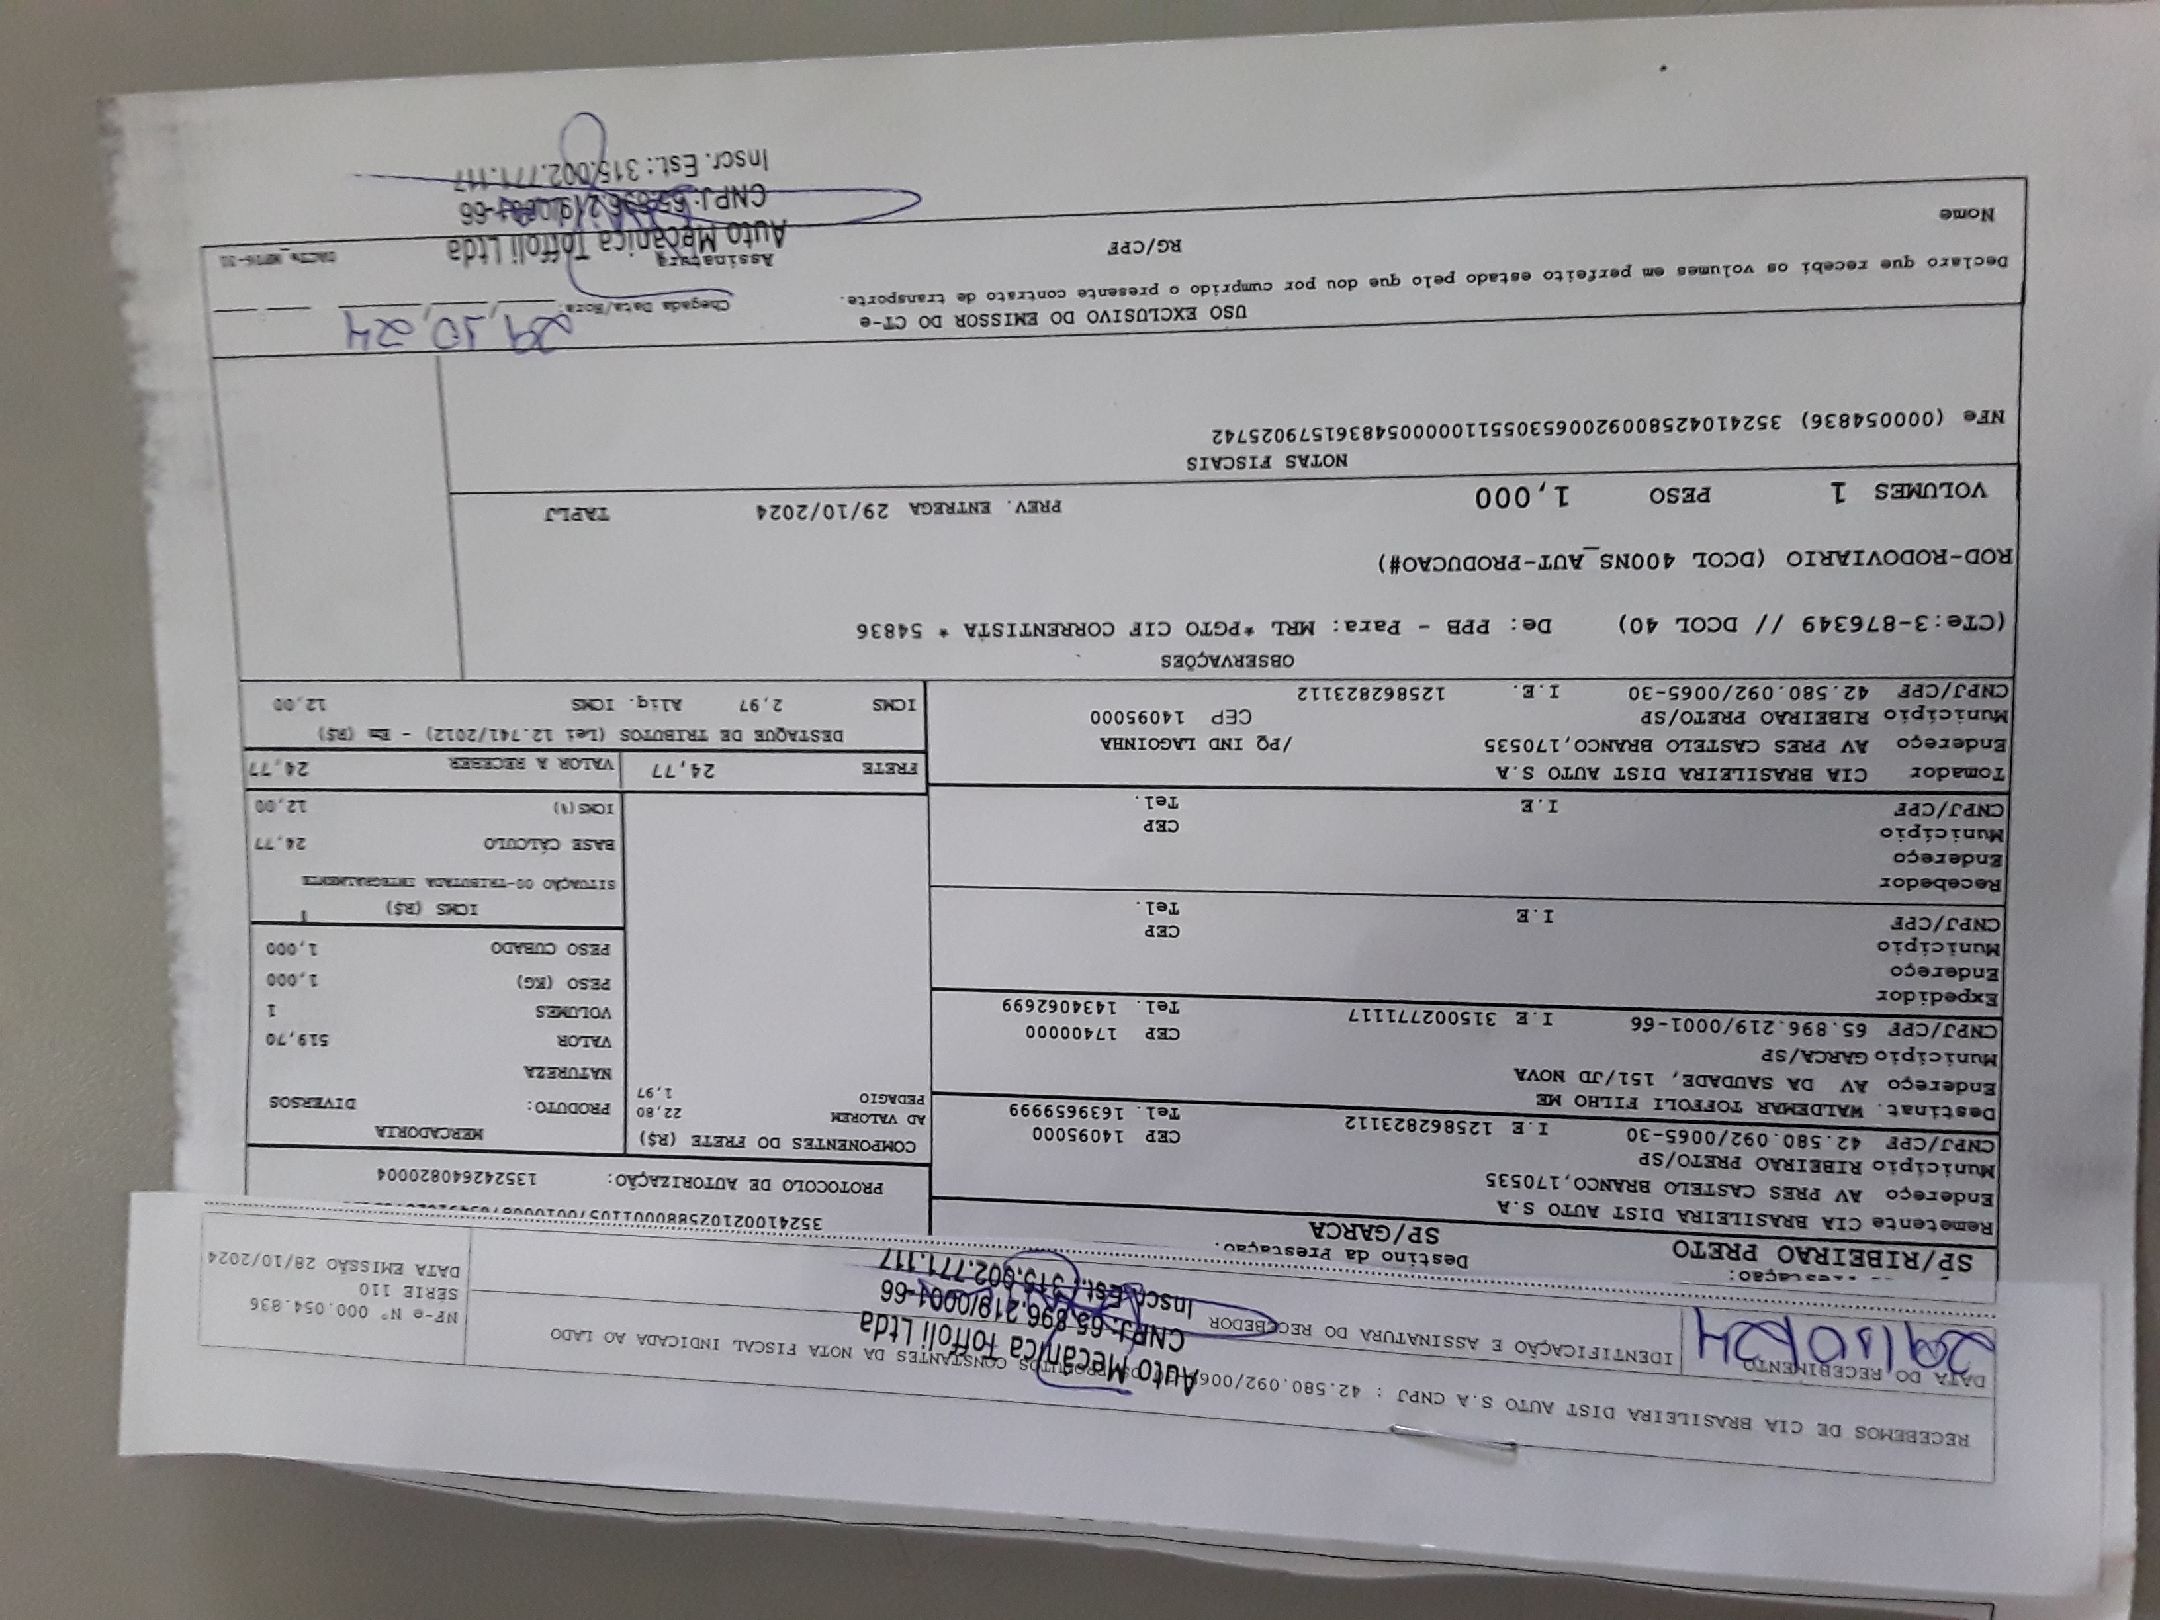 RECEBEMOS DE CIA BRASILEIRA DIST AUTO S.A CNPJ : 42.580.092/006 PRODUTOS CONSTANTES DA NOTA FISCAL INDICADA AO LADO
DATA DO RECEBIMENTO
29/10/24
IDENTIFICAÇÃO E ASSINATURA DO RECEBEDOR
Auto Mecânica Toffoli Ltda
CNPJ: 65.896.219/0001-66
Inscr. Est.: 315.002.771.117
NF-e Nº 000.054.836
SÉRIE 110
DATA EMISSÃO 28/10/2024
SP/RIBEIRAO PRETO
Destino da Prestação:
SP/GARCA
Remetente CIA BRASILEIRA DIST AUTO S.A
Endereço AV PRES CASTELO BRANCO,170535
Município RIBEIRAO PRETO/SP CEP 14095000
CNPJ/CPF 42.580.092/0065-30 I.E 12586823112 Tel. 1639659999
Destinat. WALDEMAR TOFFOLI FILHO ME
Endereço AV DA SAUDADE, 151/JD NOVA
Município GARCA/SP CEP 17400000
CNPJ/CPF 65.896.219/0001-66 I.E 315002771117 Tel. 1434062699
Expedidor
Endereço
Município CEP
CNPJ/CPF I.E Tel.
Recebedor
Endereço
Município CEP
CNPJ/CPF I.E Tel.
Tomador CIA BRASILEIRA DIST AUTO S.A
Endereço AV PRES CASTELO BRANCO,170535 /PQ IND LAGOINHA
Município RIBEIRAO PRETO/SP CEP 14095000
CNPJ/CPF 42.580.092/0065-30 I.E. 12586823112
PROTOCOLO DE AUTORIZAÇÃO: 135242640820004
COMPONENTES DO FRETE (R$)
AD VALOREM 22,80
PEDAGIO 1,97
MERCADORIA
PRODUTO: DIVERSOS
NATUREZA
VALOR 519,70
VOLUMES 1
PESO (KG) 1,000
PESO CUBADO 1,000
ICMS (R$)
SITUAÇÃO 00-TRIBUTADA INTEGRALMENTE
BASE CÁLCULO 24,77
ICMS(%) 12,00
FRETE 24,77 VALOR A RECEBER 24,77
DESTAQUE DE TRIBUTOS (Lei 12.741/2012) - Em (R$)
ICMS 2,97 Aliq. ICMS 12,00
OBSERVAÇÕES
(CTe:3-876349 // DCOL 40) De: PPB - Para: MRL *PGTO CIF CORRENTISTA * 54836
ROD-RODOVIARIO (DCOL 400NS_AUT-PRODUCAO#)
VOLUMES 1 PESO 1,000 PREV. ENTREGA 29/10/2024 TAPLJ
NOTAS FISCAIS
NFe (000054836) 35241042580092006530551100000548361579025742
USO EXCLUSIVO DO EMISSOR DO CT-e
Declaro que recebi os volumes em perfeito estado pelo que dou por cumprido o presente contrato de transporte.
Chegada Data/Hora:
29,10,24
Nome RG/CPF Assinatura
Auto Mecânica Toffoli Ltda
CNPJ: 65.896.219/0001-66
Inscr. Est.: 315.002.771.117